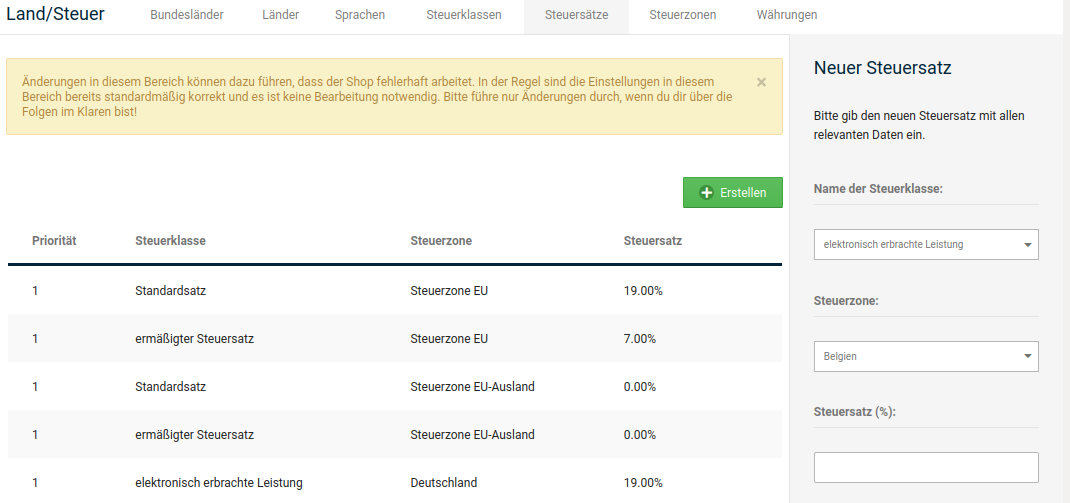 Land/Steuer Bundesländer Länder Sprachen Steuerklassen Steuersätze Steuerzonen Währungen
Änderungen in diesem Bereich können dazu führen, dass der Shop fehlerhaft arbeitet. In der Regel sind die Einstellungen in diesem
Bereich bereits standardmäßig korrekt und es ist keine Bearbeitung notwendig. Bitte führe nur Änderungen durch, wenn du dir über die
Folgen im Klaren bist!
×
Erstellen
Priorität Steuerklasse Steuerzone Steuersatz
1 Standardsatz Steuerzone EU 19.00%
1 ermäßigter Steuersatz Steuerzone EU 7.00%
1 Standardsatz Steuerzone EU-Ausland 0.00%
1 ermäßigter Steuersatz Steuerzone EU-Ausland 0.00%
1 elektronisch erbrachte Leistung Deutschland 19.00%
Neuer Steuersatz
Bitte gib den neuen Steuersatz mit allen
relevanten Daten ein.
Name der Steuerklasse:
elektronisch erbrachte Leistung
Steuerzone:
Belgien
Steuersatz (%):